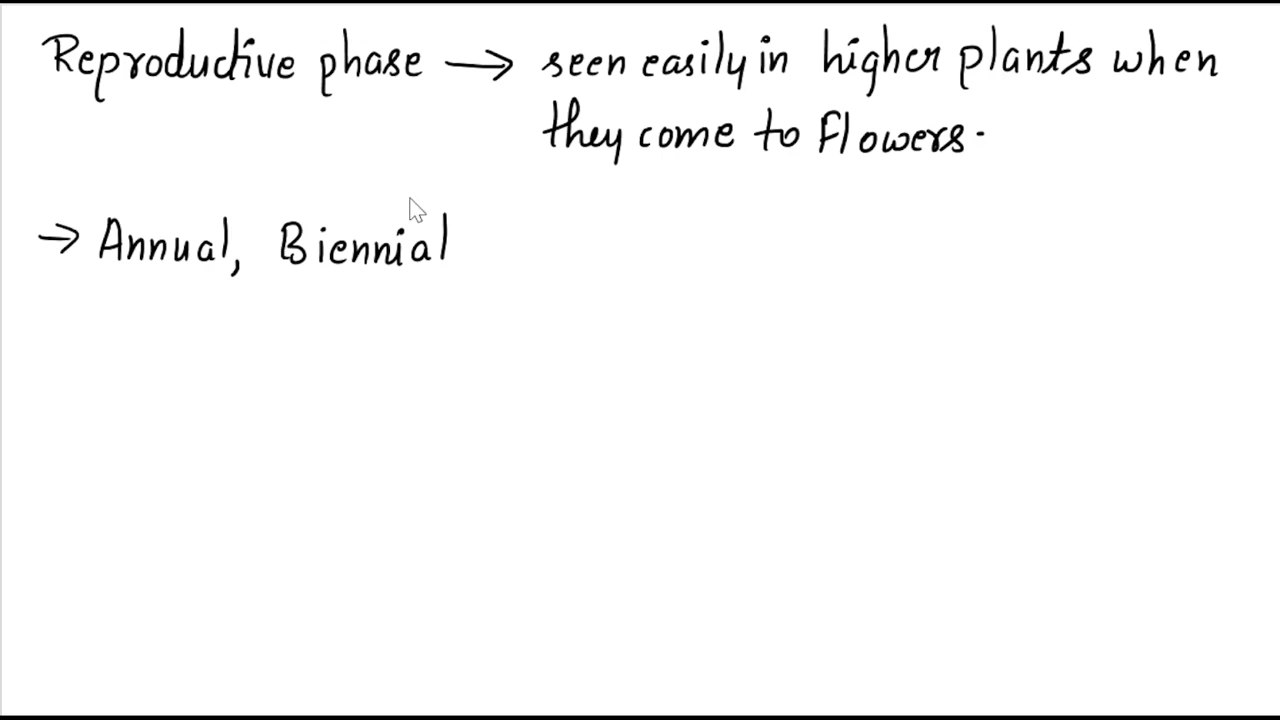 Reproductive phase → seen easily in higher plants when
they come to flowers.
→ Annual, Biennial